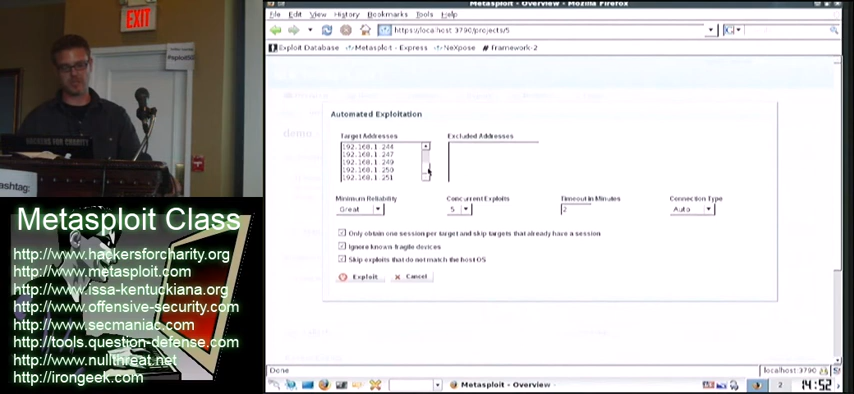 EXIT
#sploit50
HACKERS FOR CHARITY
ashtag:
Metasploit Class
http://www.hackersforcharity.org
http://www.metasploit.com
http://www.issa-kentuckiana.org
http://www.offensive-security.com
http://www.secmaniac.com
http://tools.question-defense.com
http://www.nullthreat.net
http://irongeek.com
Metasploit - Overview - Mozilla Firefox
File Edit View History Bookmarks Tools Help
https://localhost:3790/projects/5
Exploit Database Metasploit - Express NeXpose framework-2
demo
Automated Exploitation
Target Addresses Excluded Addresses
192.168.1.244
192.168.1.247
192.168.1.249
192.168.1.250
192.168.1.251
Minimum Reliability Concurrent Exploits Timeout in Minutes Connection Type
Great 5 2 Auto
Only obtain one session per target and skip targets that already have a session
Ignore known fragile devices
Skip exploits that do not match the host OS
Exploit Cancel
Done localhost:3790
Metasploit - Overview - 2 14:52